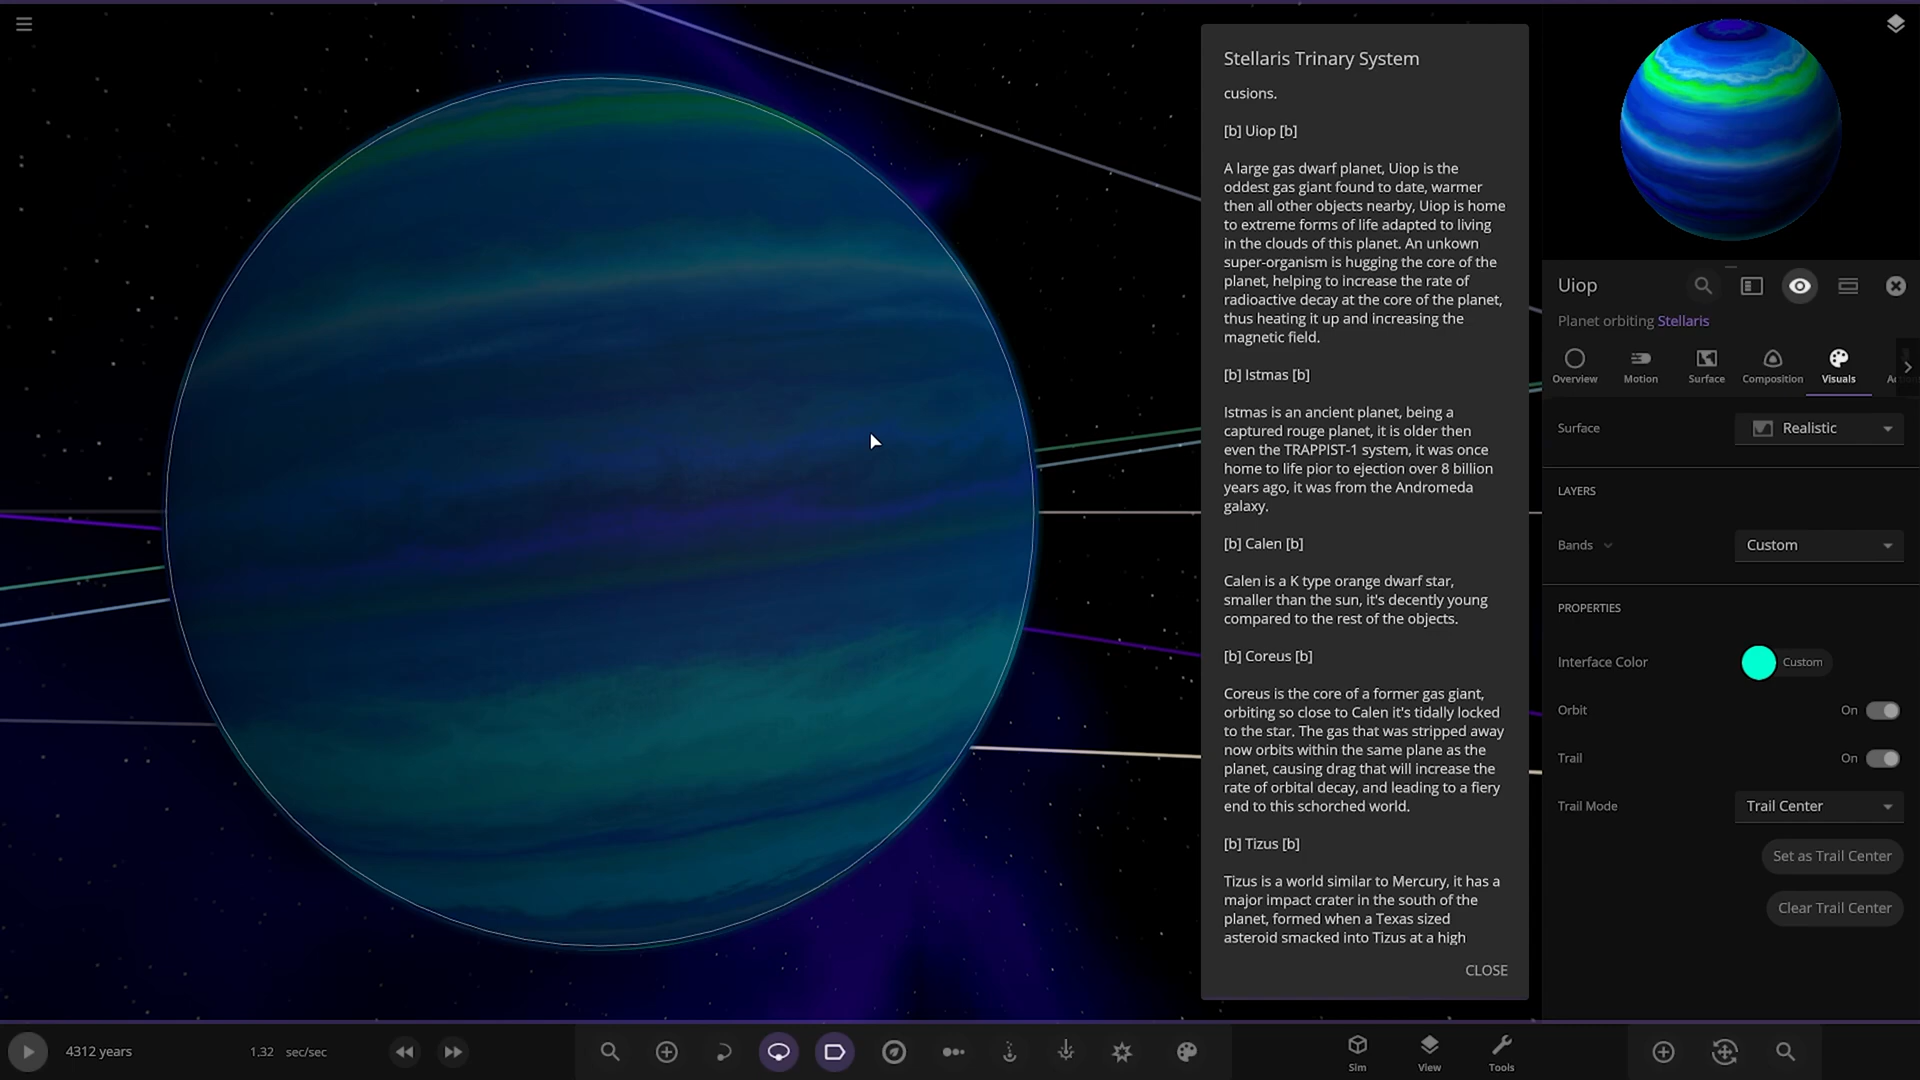 Stellaris Trinary System
cusions.
[b] Uiop [b]
A large gas dwarf planet, Uiop is the
oddest gas giant found to date, warmer
then all other objects nearby, Uiop is home
to extreme forms of life adapted to living
in the clouds of this planet. An unkown
super-organism is hugging the core of the
planet, helping to increase the rate of
radioactive decay at the core of the planet,
thus heating it up and increasing the
magnetic field.
[b] Istmas [b]
Istmas is an ancient planet, being a
captured rouge planet, it is older then
even the TRAPPIST-1 system, it was once
home to life pior to ejection over 8 billion
years ago, it was from the Andromeda
galaxy.
[b] Calen [b]
Calen is a K type orange dwarf star,
smaller than the sun, it's decently young
compared to the rest of the objects.
[b] Coreus [b]
Coreus is the core of a former gas giant,
orbiting so close to Calen it's tidally locked
to the star. The gas that was stripped away
now orbits within the same plane as the
planet, causing drag that will increase the
rate of orbital decay, and leading to a fiery
end to this schorched world.
[b] Tizus [b]
Tizus is a world similar to Mercury, it has a
major impact crater in the south of the
planet, formed when a Texas sized
asteroid smacked into Tizus at a high
CLOSE
Uiop
Planet orbiting Stellaris
Overview Motion Surface Composition Visuals
Surface Realistic
LAYERS
Bands Custom
PROPERTIES
Interface Color Custom
Orbit On
Trail On
Trail Mode Trail Center
Set as Trail Center
Clear Trail Center
4312 years 1.32 sec/sec
Sim View Tools